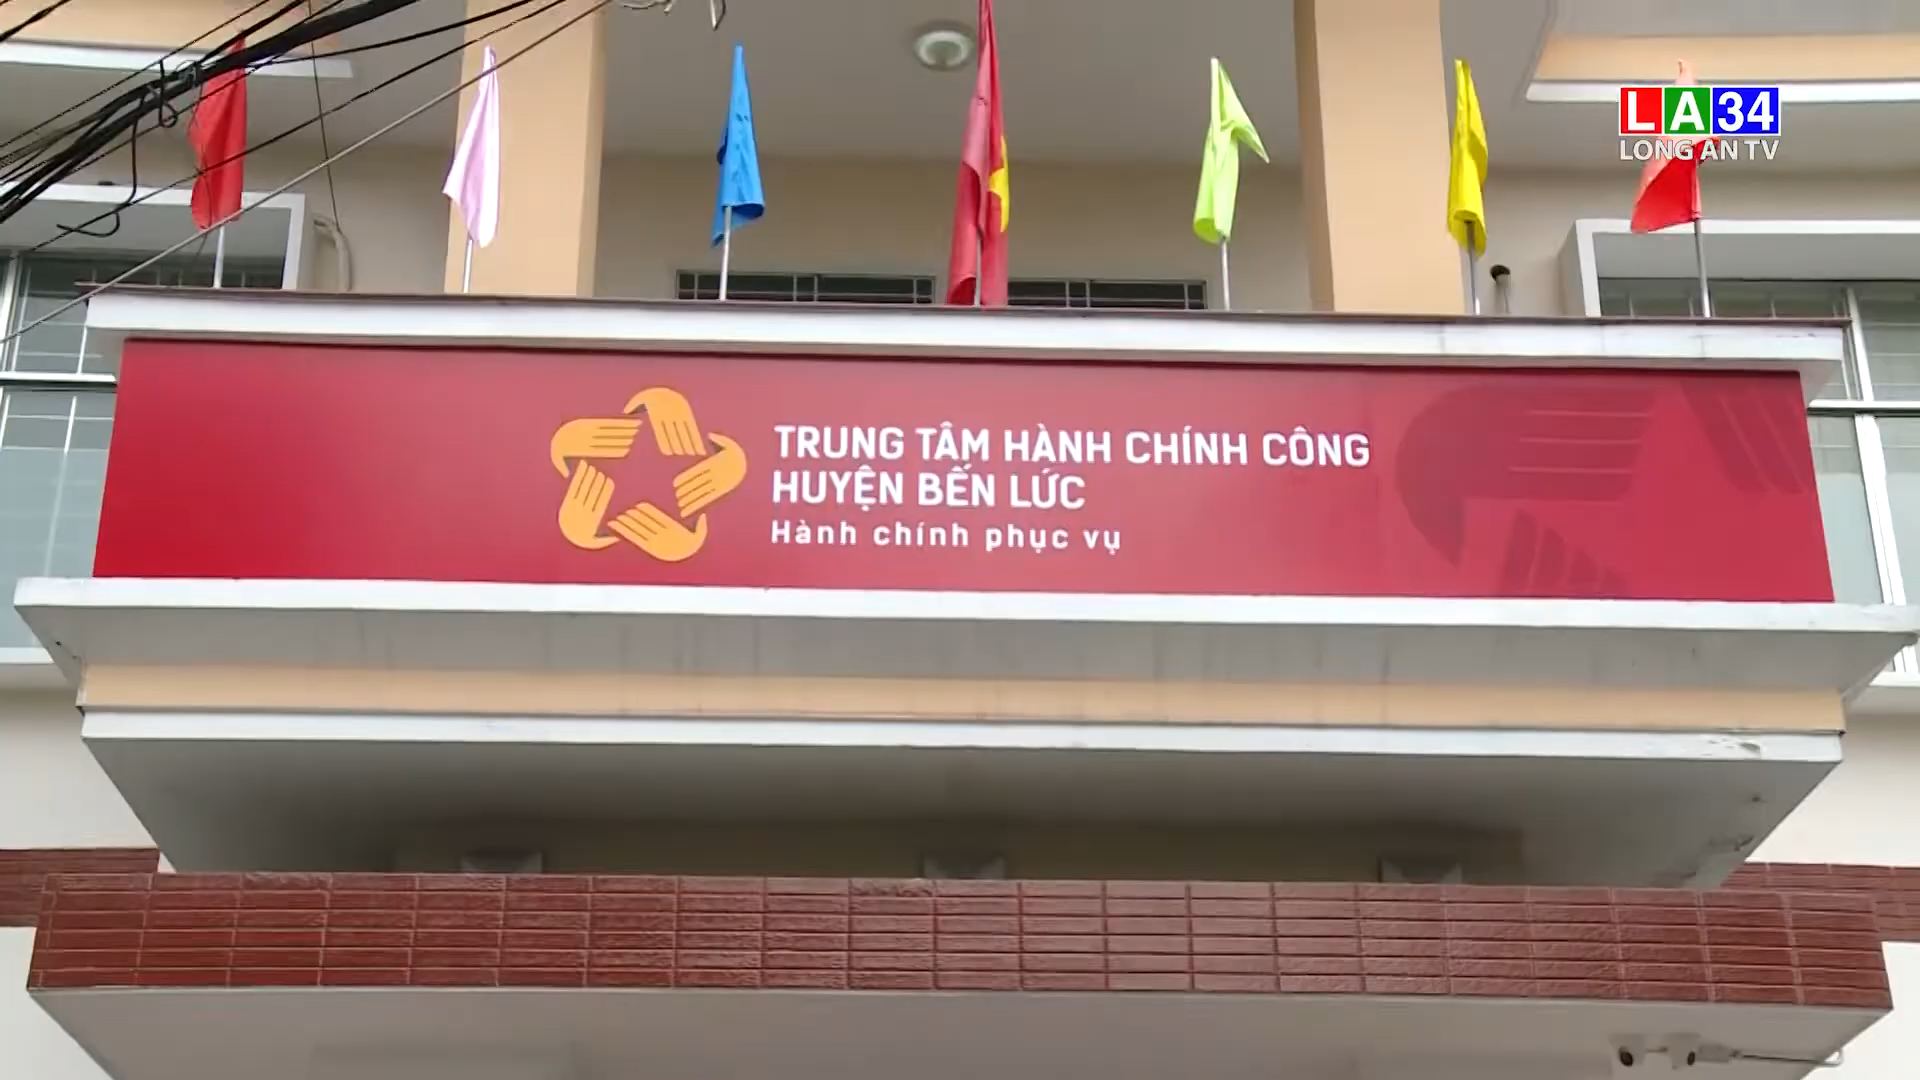 LA34
LONG AN TV
TRUNG TÂM HÀNH CHÍNH CÔNG
HUYỆN BẾN LỨC
Hành chính phục vụ